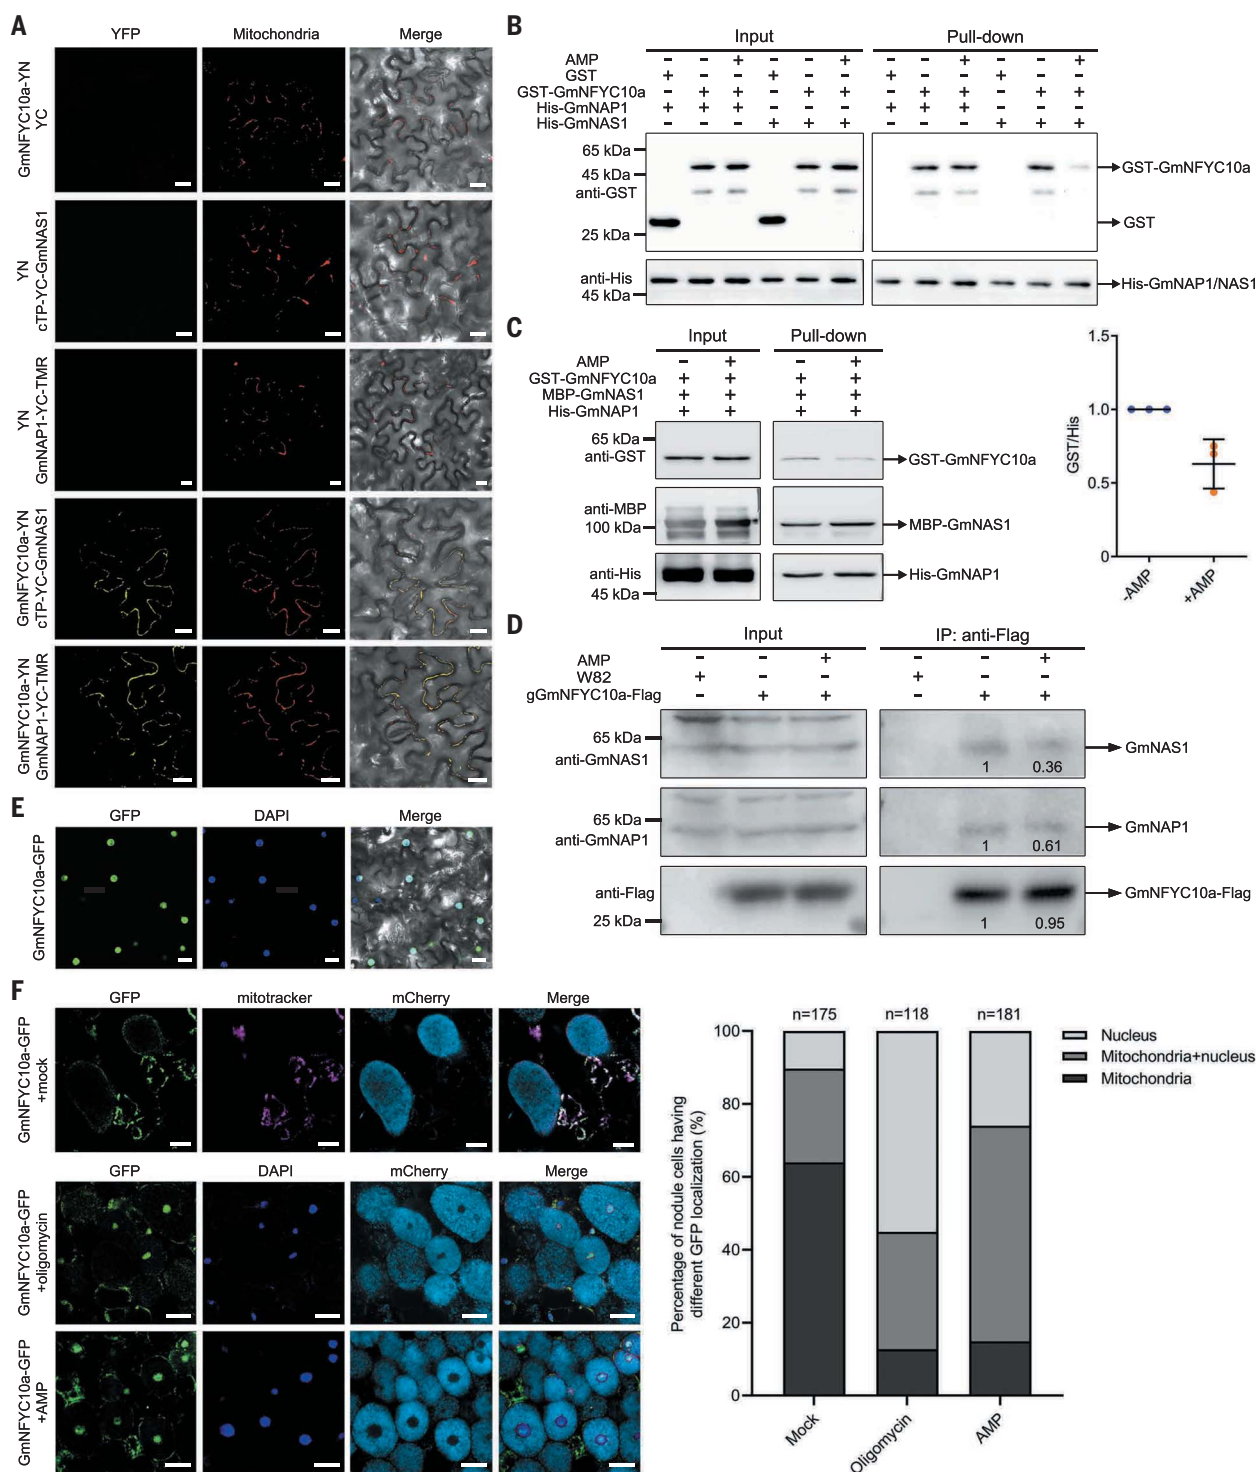 A
YFP
Mitochondria
Merge
GmNFYC10a-YN
YC
YN
cTP-YC-GmNAS1
YN
GmNAP1-YC-TMR
GmNFYC10a-YN
cTP-YC-GmNAS1
GmNFYC10a-YN
GmNAP1-YC-TMR
B
Input
Pull-down
AMP - - + - - + - - + - - +
GST + - - + - - + - - + - -
GST-GmNFYC10a - + + - + + - + + - + +
His-GmNAP1 + + + - - - + + + - - -
His-GmNAS1 - - - + + + - - - + + +
65 kDa
45 kDa
anti-GST
25 kDa
GST-GmNFYC10a
GST
anti-His
45 kDa
His-GmNAP1/NAS1
C
Input
Pull-down
AMP - + - +
GST-GmNFYC10a + + + +
MBP-GmNAS1 + + + +
His-GmNAP1 + + + +
65 kDa
anti-GST
GST-GmNFYC10a
anti-MBP
100 kDa
MBP-GmNAS1
anti-His
45 kDa
His-GmNAP1
GST/His
1.5
1.0
0.5
0
-AMP
+AMP
D
Input
IP: anti-Flag
AMP - - + - - +
W82 + - - + - -
gGmNFYC10a-Flag - + + - + +
65 kDa
anti-GmNAS1
1
0.36
GmNAS1
65 kDa
anti-GmNAP1
1
0.61
GmNAP1
anti-Flag
25 kDa
1
0.95
GmNFYC10a-Flag
E
GFP
DAPI
Merge
GmNFYC10a-GFP
F
GFP
mitotracker
mCherry
Merge
GmNFYC10a-GFP
+mock
GFP
DAPI
mCherry
Merge
GmNFYC10a-GFP
+oligomycin
GmNFYC10a-GFP
+AMP
Percentage of nodule cells having
different GFP localization (%)
n=175
n=118
n=181
100
80
60
40
20
0
Mock
Oligomycin
AMP
Nucleus
Mitochondria+nucleus
Mitochondria